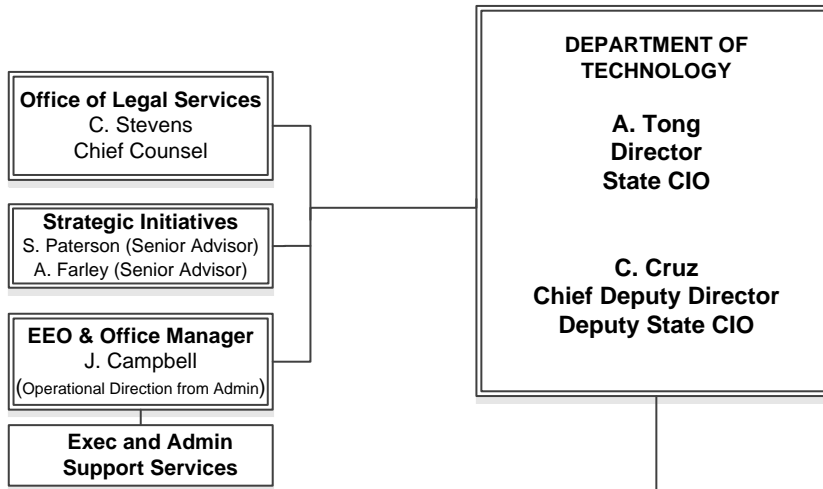 DEPARTMENT OF
TECHNOLOGY
A. Tong
Director
State CIO
C. Cruz
Chief Deputy Director
Deputy State CIO
Office of Legal Services
C. Stevens
Chief Counsel
Strategic Initiatives
S. Paterson (Senior Advisor)
A. Farley (Senior Advisor)
EEO & Office Manager
J. Campbell
(Operational Direction from Admin)
Exec and Admin
Support Services